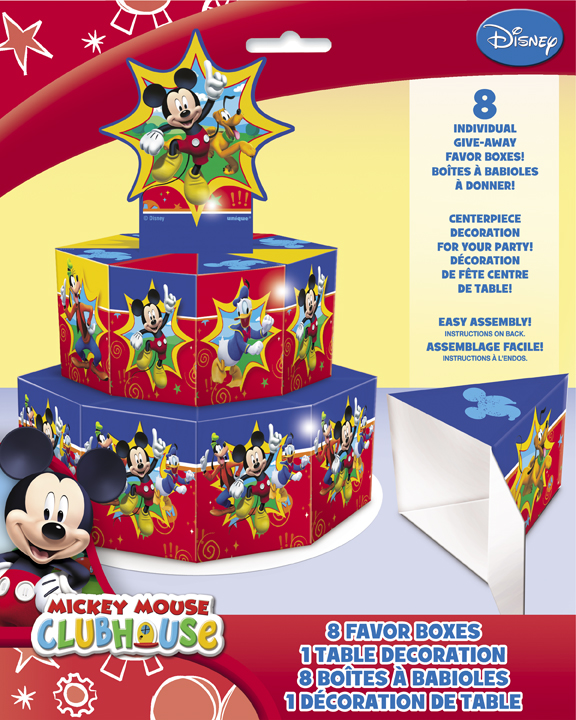 Disney
8
INDIVIDUAL
GIVE-AWAY
FAVOR BOXES!
BOÎTES À BABIOLES
À DONNER!
CENTERPIECE
DECORATION
FOR YOUR PARTY!
DÉCORATION
DE FÊTE CENTRE
DE TABLE!
EASY ASSEMBLY!
INSTRUCTIONS ON BACK.
ASSEMBLAGE FACILE!
INSTRUCTIONS À L'ENDOS.
© Disney unique
MICKEY MOUSE
CLUBHOUSE
8 FAVOR BOXES
1 TABLE DECORATION
8 BOÎTES À BABIOLES
1 DÉCORATION DE TABLE